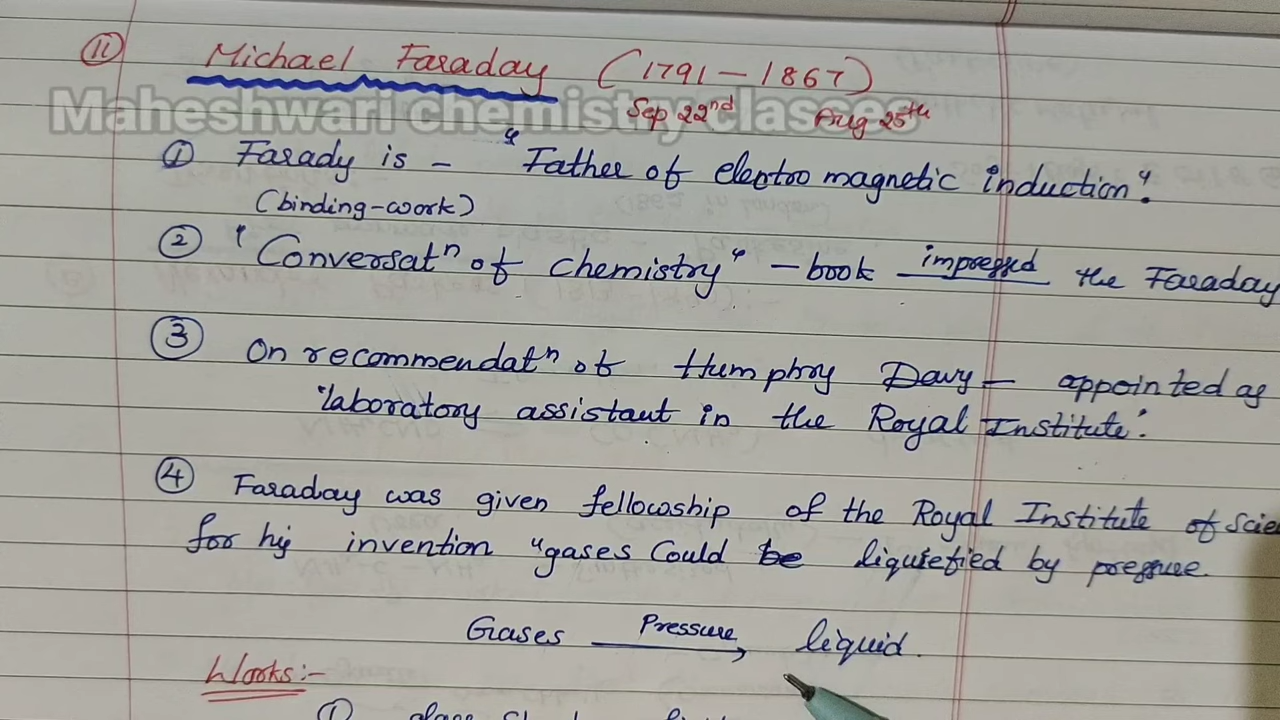 11 Michael Faraday (1791-1867)
Maheshwari chemistry classes
Sep 22nd Aug 25th
① Farady is - "Father of electro magnetic induction".
(binding-work)
② "Conversatn of chemistry" - book impressed the Faraday
③ On recommendatn of Humphry Davy - appointed as
"laboratory assistant in the Royal Institute".
④ Faraday was given fellowship of the Royal Institute of Scie
for his invention "gases Could be liquiefied by pressure
Gases Pressure → liquid.
Works:-
①